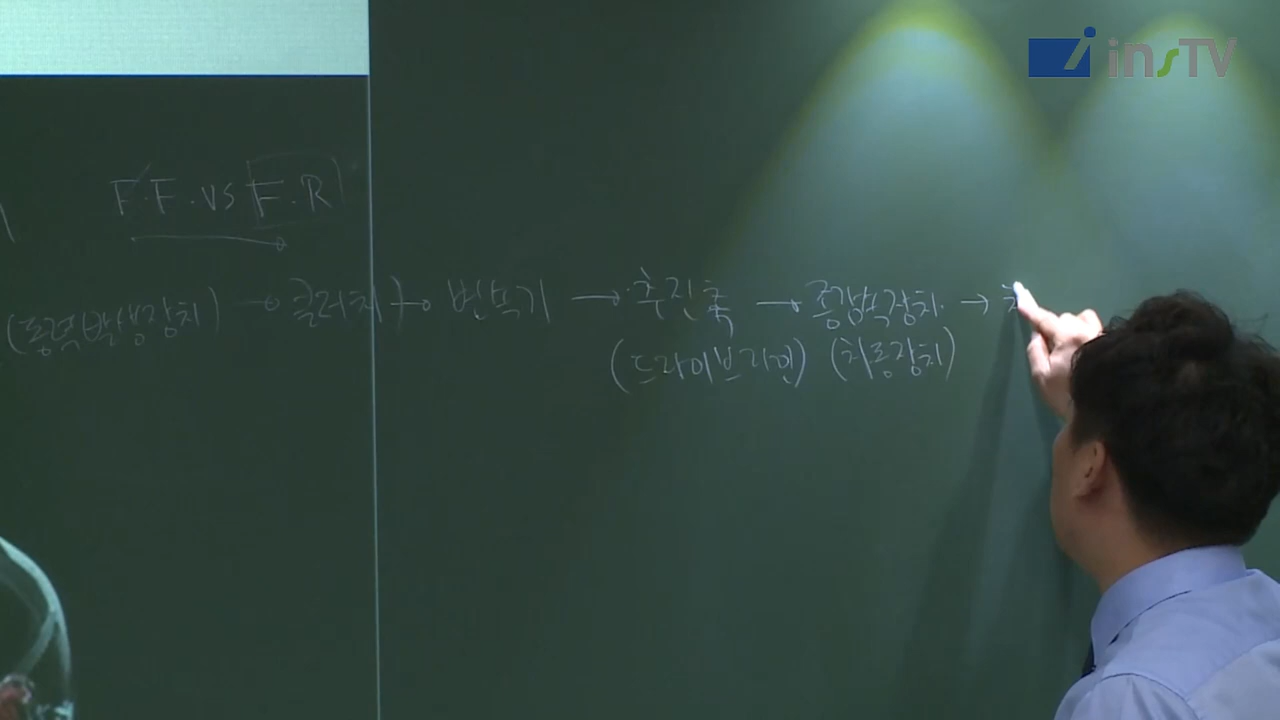 insTV
F.F. vs F.R
(동력발생장치) → 클러치 → 변속기 → 추진축 → 종감속장치 →
(드라이브라인) (차동장치)